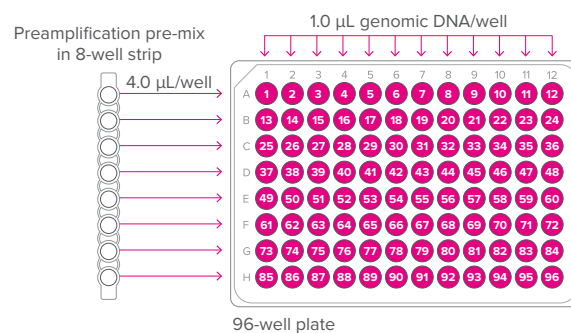 1.0 µL genomic DNA/well
Preamplification pre-mix
in 8-well strip
4.0 µL/well
1 2 3 4 5 6 7 8 9 10 11 12
A 1 2 3 4 5 6 7 8 9 10 11 12
B 13 14 15 16 17 18 19 20 21 22 23 24
C 25 26 27 28 29 30 31 32 33 34 35 36
D 37 38 39 40 41 42 43 44 45 46 47 48
E 49 50 51 52 53 54 55 56 57 58 59 60
F 61 62 63 64 65 66 67 68 69 70 71 72
G 73 74 75 76 77 78 79 80 81 82 83 84
H 85 86 87 88 89 90 91 92 93 94 95 96
96-well plate